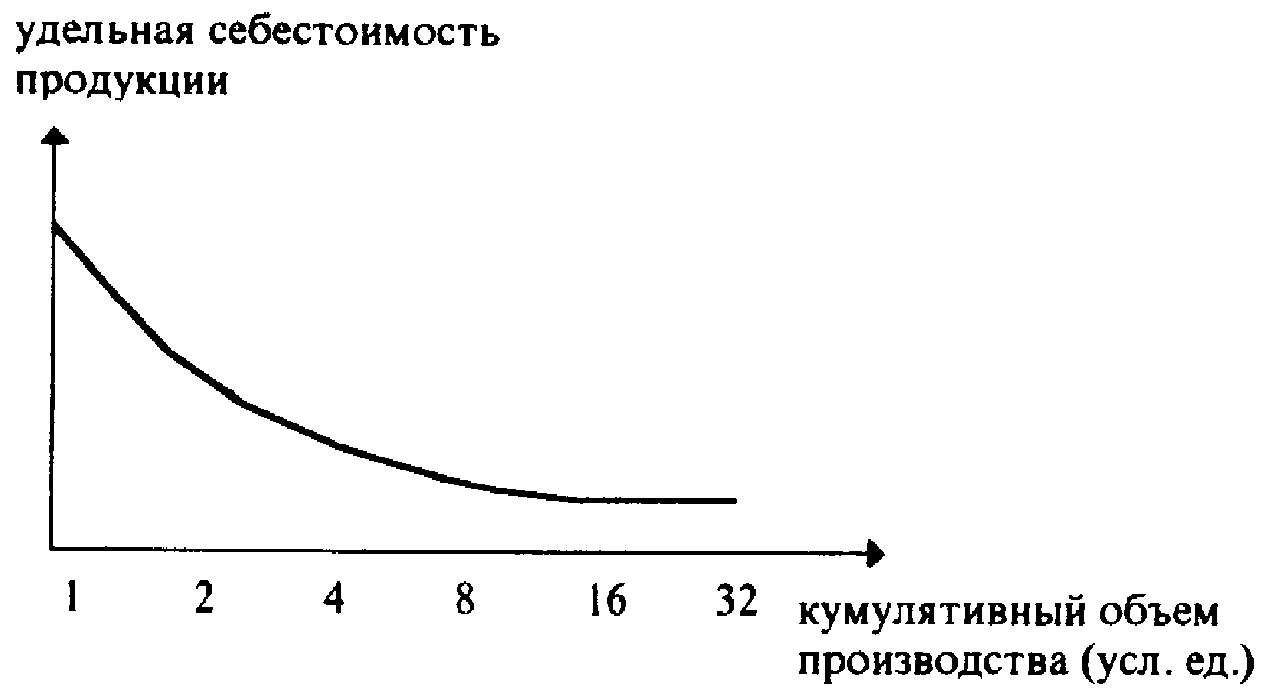 удельная себестоимость
продукции
1 2 4 8 16 32
кумулятивный объем
производства (усл. ед.)